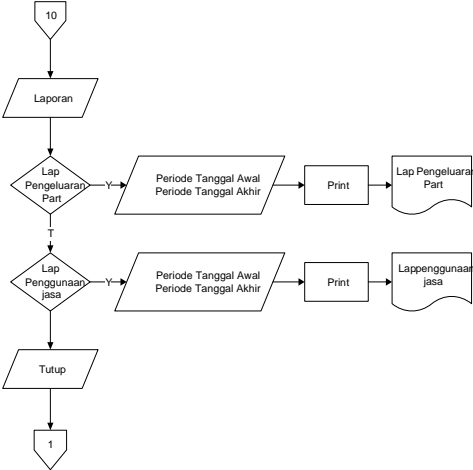 10
Laporan
Lap
Pengeluaran
Part
Y
Periode Tanggal Awal
Periode Tanggal Akhir
Print
Lap Pengeluaran
Part
T
Lap
Penggunaan
jasa
Y
Periode Tanggal Awal
Periode Tanggal Akhir
Print
Lappenggunaan
jasa
Tutup
1